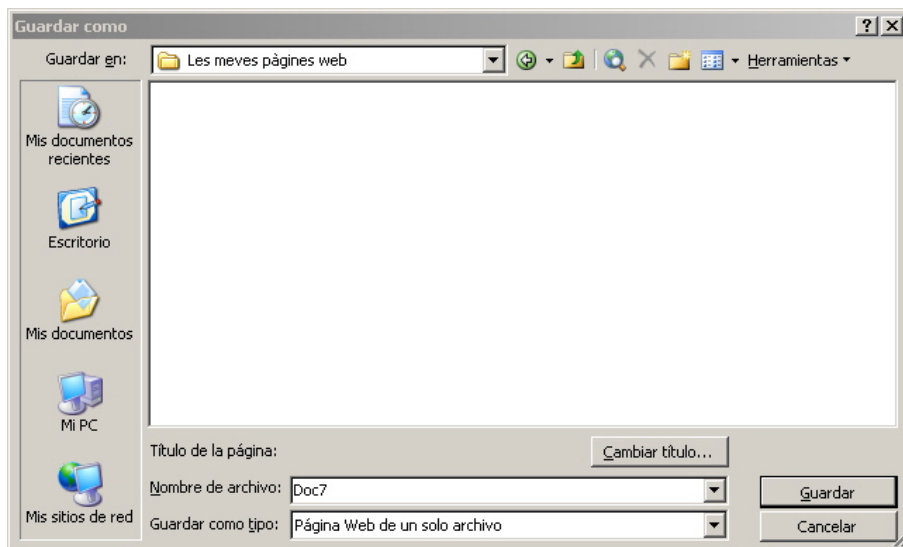 Guardar como
Guardar en:
Les meves pàgines web
Herramientas
Mis documentos
recientes
Escritorio
Mis documentos
Mi PC
Mis sitios de red
Título de la página:
Cambiar título...
Nombre de archivo:
Doc7
Guardar
Guardar como tipo:
Página Web de un solo archivo
Cancelar